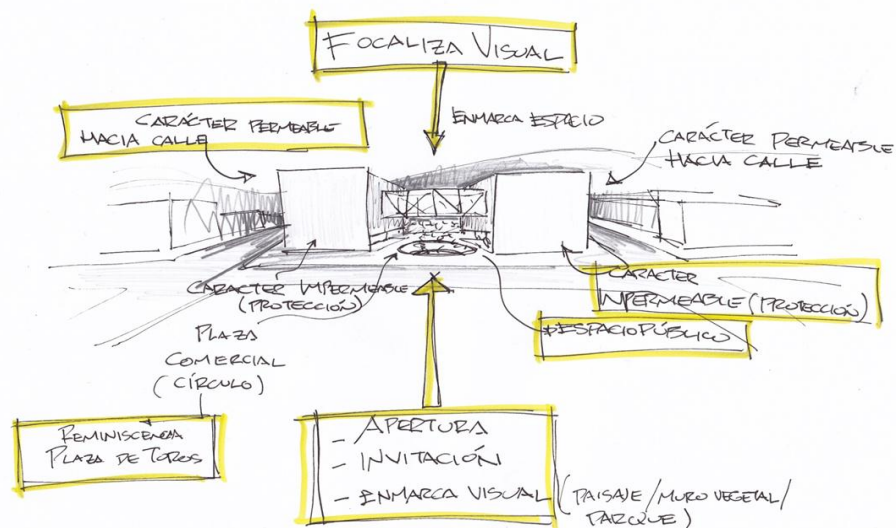 FOCALIZA VISUAL
ENMARCA ESPACIO
CARÁCTER PERMEABLE
HACIA CALLE
CARÁCTER PERMEABLE
HACIA CALLE
CARÁCTER IMPERMEABLE
(PROTECCIÓN)
CARÁCTER
IMPERMEABLE (PROTECCIÓN)
ESPACIO PÚBLICO
PLAZA
COMERCIAL
(CÍRCULO)
REMINISCENCIA
PLAZA DE TOROS
- APERTURA
- INVITACIÓN
- ENMARCA VISUAL (PAISAJE/MURO VEGETAL/
PARQUE)